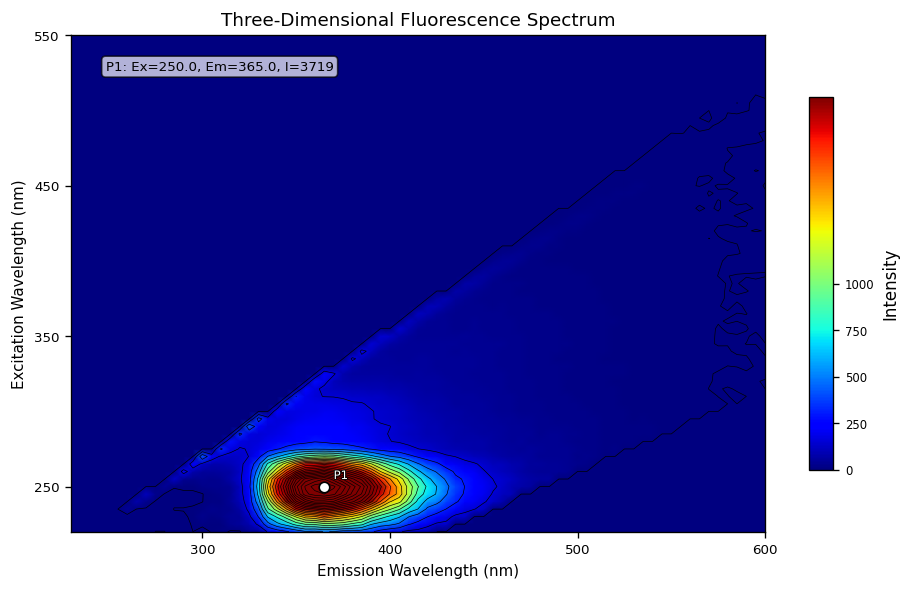 Three-Dimensional Fluorescence Spectrum
550
450
350
250
Excitation Wavelength (nm)
P1: Ex=250.0, Em=365.0, I=3719
P1
300
400
500
600
Emission Wavelength (nm)
1000
750
500
250
0
Intensity